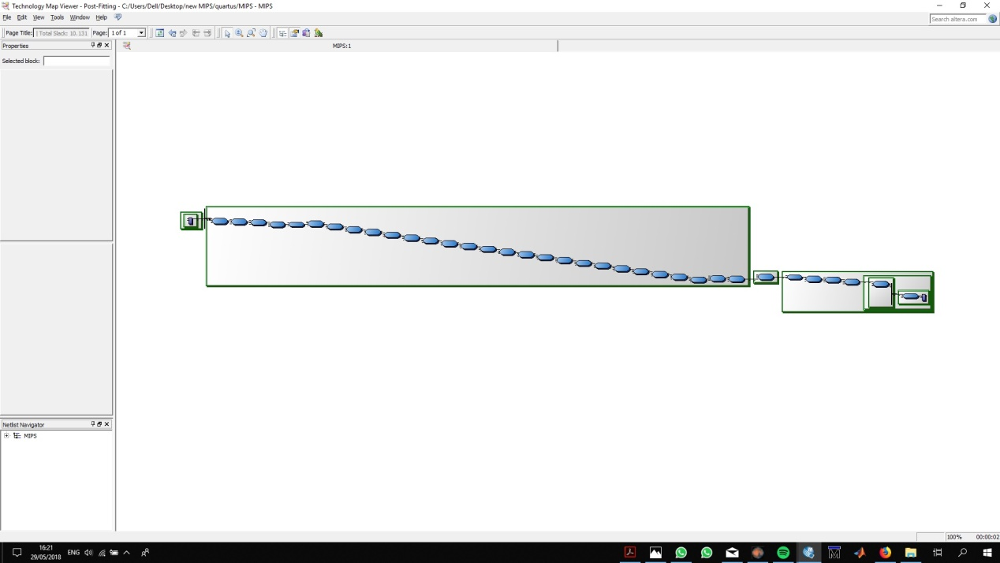 Technology Map Viewer - Post-Fitting - C:/Users/Dell/Desktop/new MIPS/quartus/MIPS - MIPS
File Edit View Tools Window Help
Search altera.com
Page Title: Total Slack: 10.131 Page: 1 of 1
Properties
MIPS:1
Selected block:
Netlist Navigator
MIPS
100% 00:00:02
16:21
ENG
29/05/2018